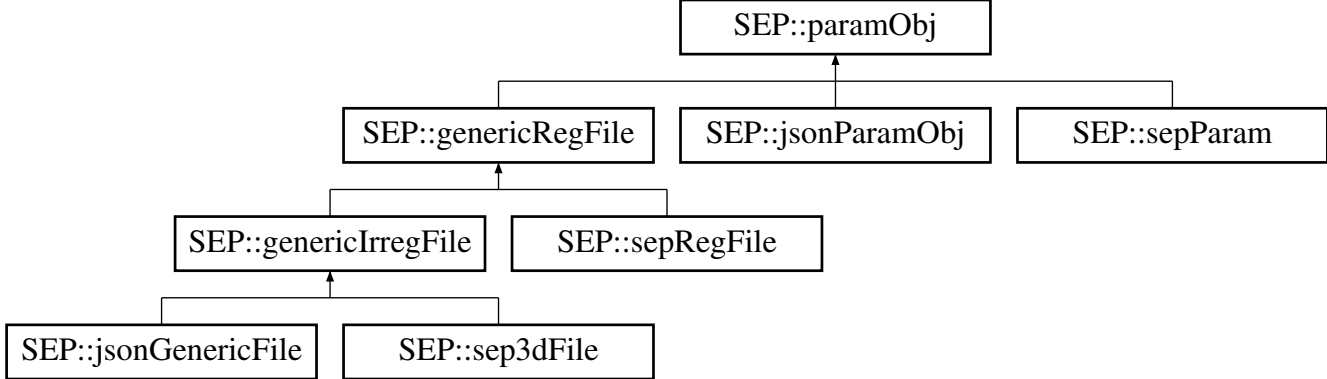 SEP::paramObj
SEP::genericRegFile
SEP::jsonParamObj
SEP::sepParam
SEP::genericIrregFile
SEP::sepRegFile
SEP::jsonGenericFile
SEP::sep3dFile